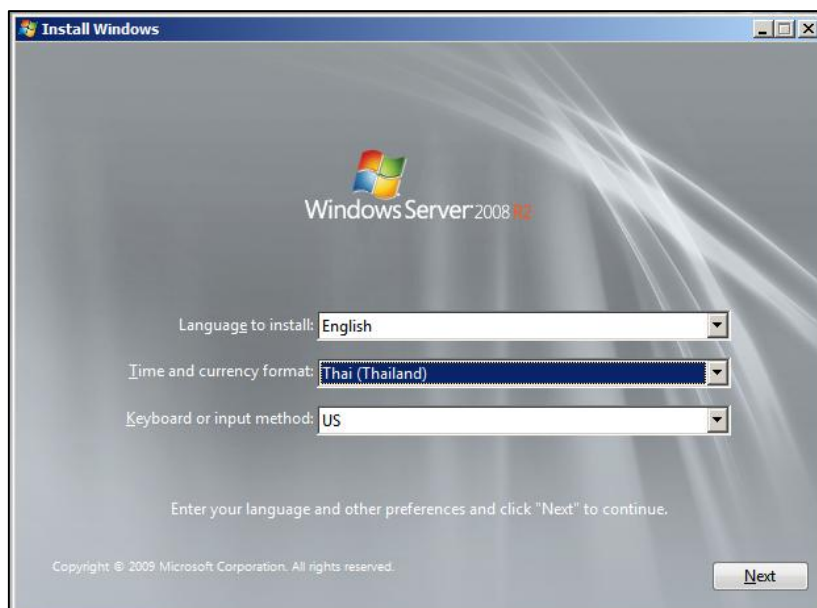 Install Windows
Windows Server 2008 R2
Language to install: English
Time and currency format: Thai (Thailand)
Keyboard or input method: US
Enter your language and other preferences and click "Next" to continue.
Copyright © 2009 Microsoft Corporation. All rights reserved.
Next